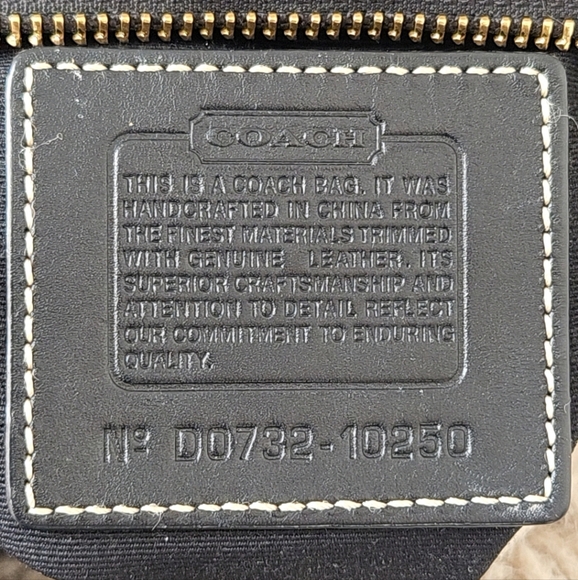 COACH
THIS IS A COACH BAG. IT WAS
HANDCRAFTED IN CHINA FROM
THE FINEST MATERIALS TRIMMED
WITH GENUINE LEATHER. ITS
SUPERIOR CRAFTSMANSHIP AND
ATTENTION TO DETAIL REFLECT
OUR COMMITMENT TO ENDURING
QUALITY.
Nº D0732-10250